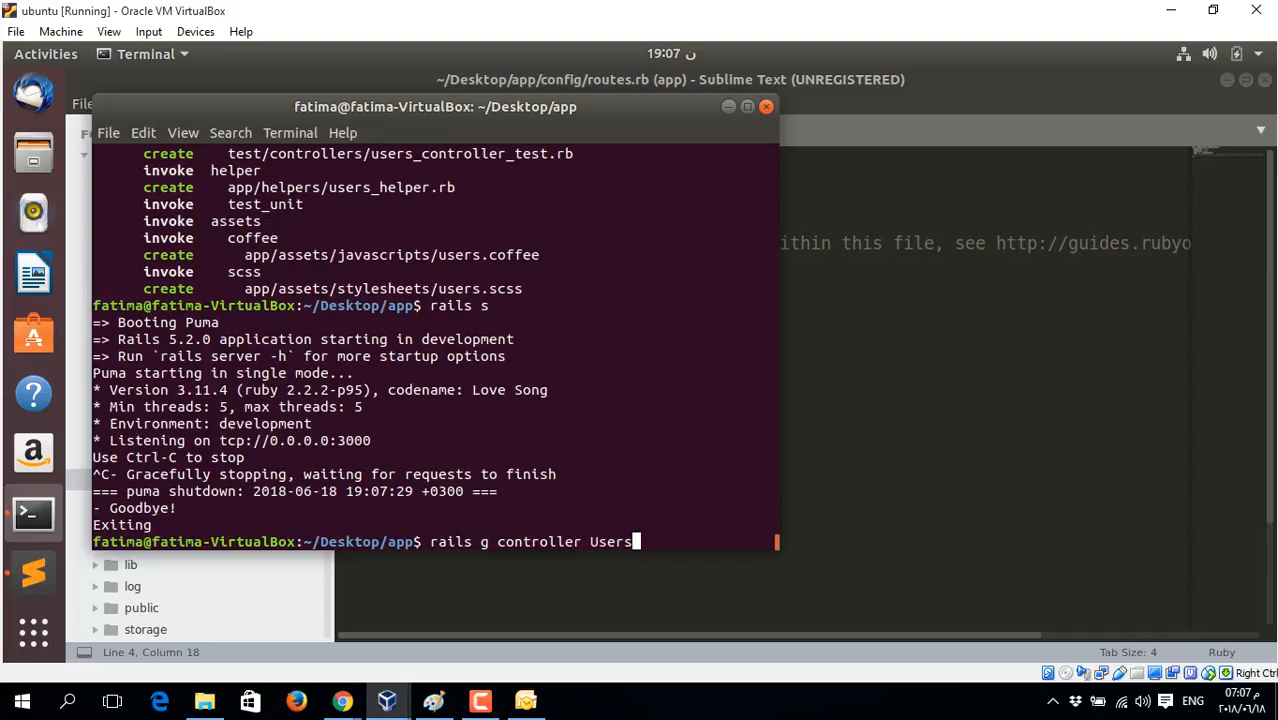 ubuntu [Running] - Oracle VM VirtualBox
File Machine View Input Devices Help
Activities Terminal 19:07 ن
~/Desktop/app/config/routes.rb (app) - Sublime Text (UNREGISTERED)
fatima@fatima-VirtualBox: ~/Desktop/app
File Edit View Search Terminal Help
create test/controllers/users_controller_test.rb
invoke helper
create app/helpers/users_helper.rb
invoke test_unit
invoke assets
invoke coffee
ithin this file, see http://guides.rubyo
create app/assets/javascripts/users.coffee
invoke scss
create app/assets/stylesheets/users.scss
fatima@fatima-VirtualBox:~/Desktop/app$ rails s
=> Booting Puma
=> Rails 5.2.0 application starting in development
=> Run `rails server -h` for more startup options
Puma starting in single mode...
* Version 3.11.4 (ruby 2.2.2-p95), codename: Love Song
* Min threads: 5, max threads: 5
* Environment: development
* Listening on tcp://0.0.0.0:3000
Use Ctrl-C to stop
^C- Gracefully stopping, waiting for requests to finish
=== puma shutdown: 2018-06-18 19:07:29 +0300 ===
- Goodbye!
Exiting
fatima@fatima-VirtualBox:~/Desktop/app$ rails g controller Users
lib
log
public
storage
Line 4, Column 18 Tab Size: 4 Ruby
Right Ctrl
ENG 07:07 م
٢٠١٨/٠٦/١٨